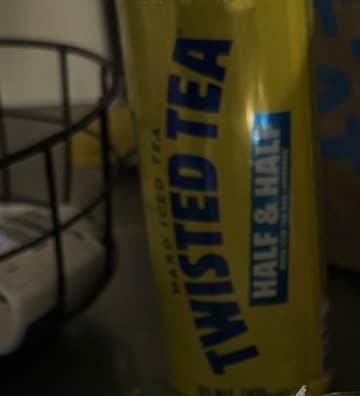 HARD ICED TEA
TWISTED TEA
HALF & HALF